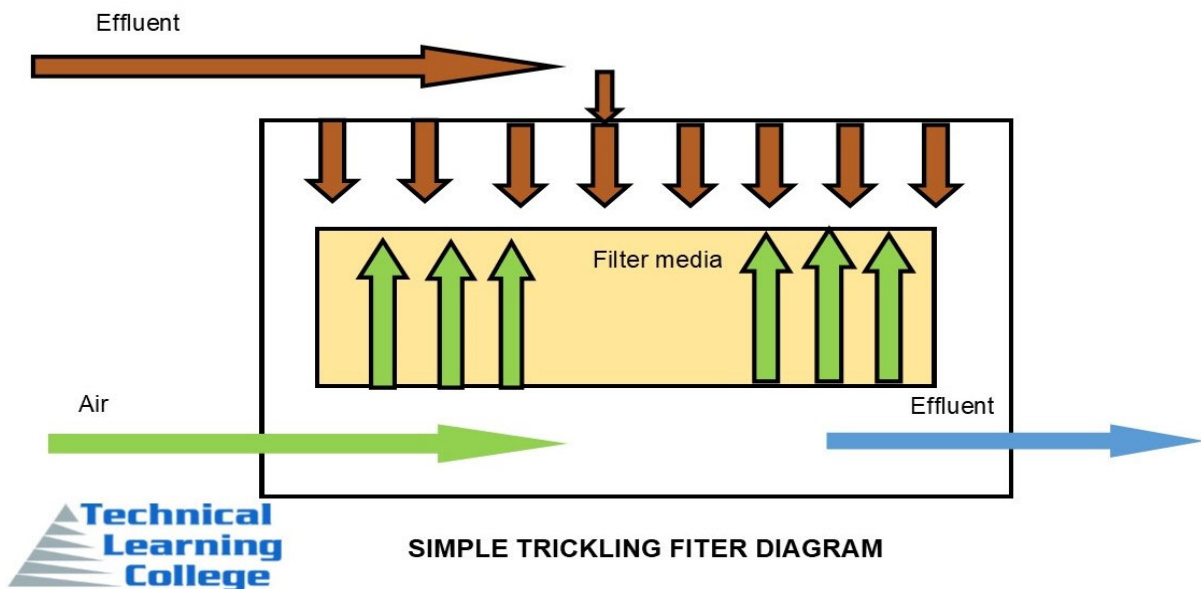 Effluent
Filter media
Air
Effluent
Technical
Learning
College
SIMPLE TRICKLING FITER DIAGRAM